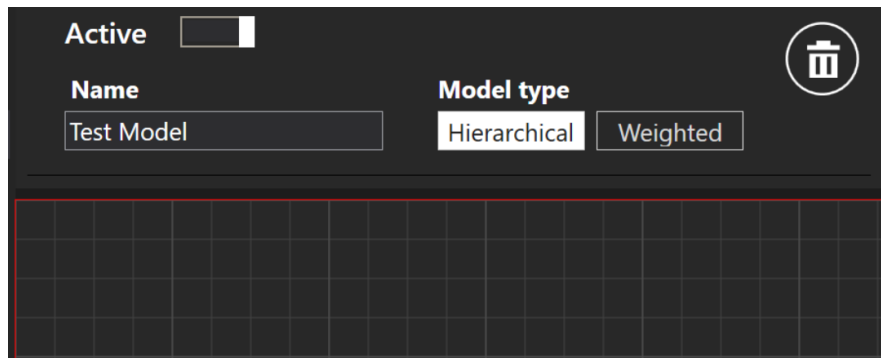 Active
Name
Model type
Test Model
Hierarchical
Weighted